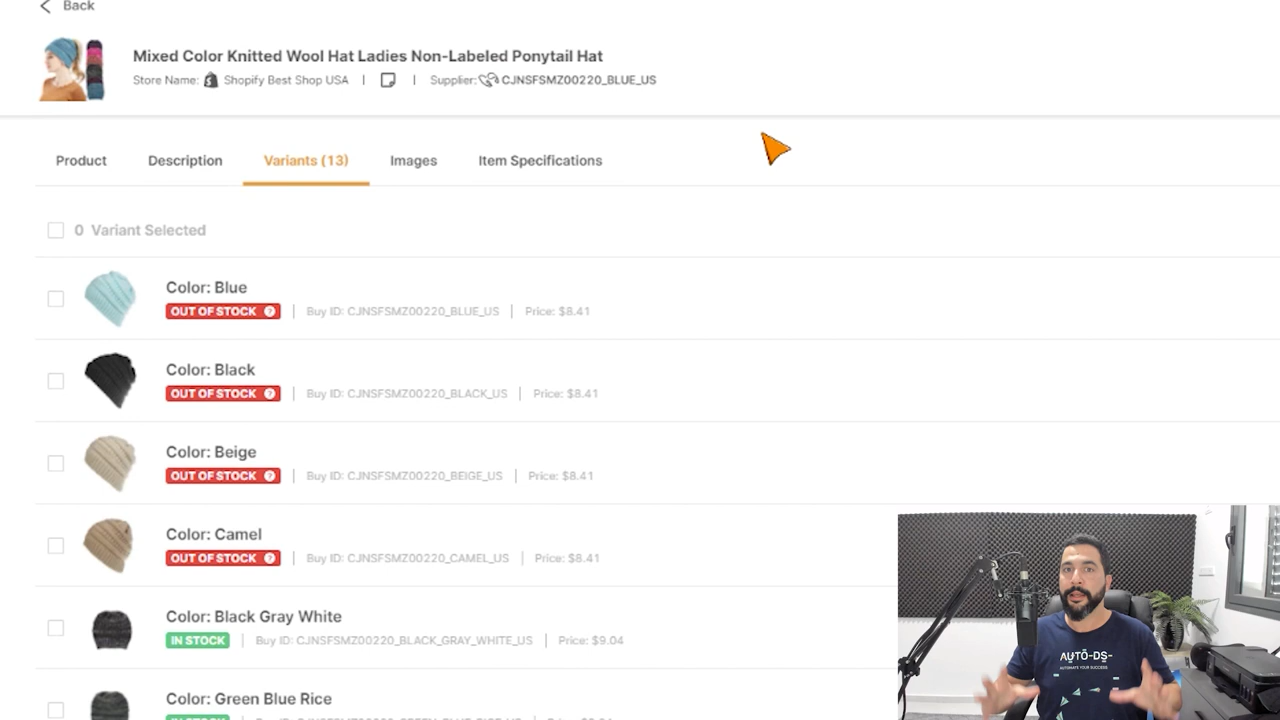 Back
Mixed Color Knitted Wool Hat Ladies Non-Labeled Ponytail Hat
Store Name: Shopify Best Shop USA | | Supplier: CJNSFSMZ00220_BLUE_US
Product Description Variants (13) Images Item Specifications
0 Variant Selected
Color: Blue
OUT OF STOCK ? | Buy ID: CJNSFSMZ00220_BLUE_US | Price: $8.41
Color: Black
OUT OF STOCK ? | Buy ID: CJNSFSMZ00220_BLACK_US | Price: $8.41
Color: Beige
OUT OF STOCK ? | Buy ID: CJNSFSMZ00220_BEIGE_US | Price: $8.41
Color: Camel
OUT OF STOCK ? | Buy ID: CJNSFSMZ00220_CAMEL_US | Price: $8.41
Color: Black Gray White
IN STOCK | Buy ID: CJNSFSMZ00220_BLACK_GRAY_WHITE_US | Price: $9.04
Color: Green Blue Rice
AUTO-DS-
AUTOMATE YOUR SUCCESS